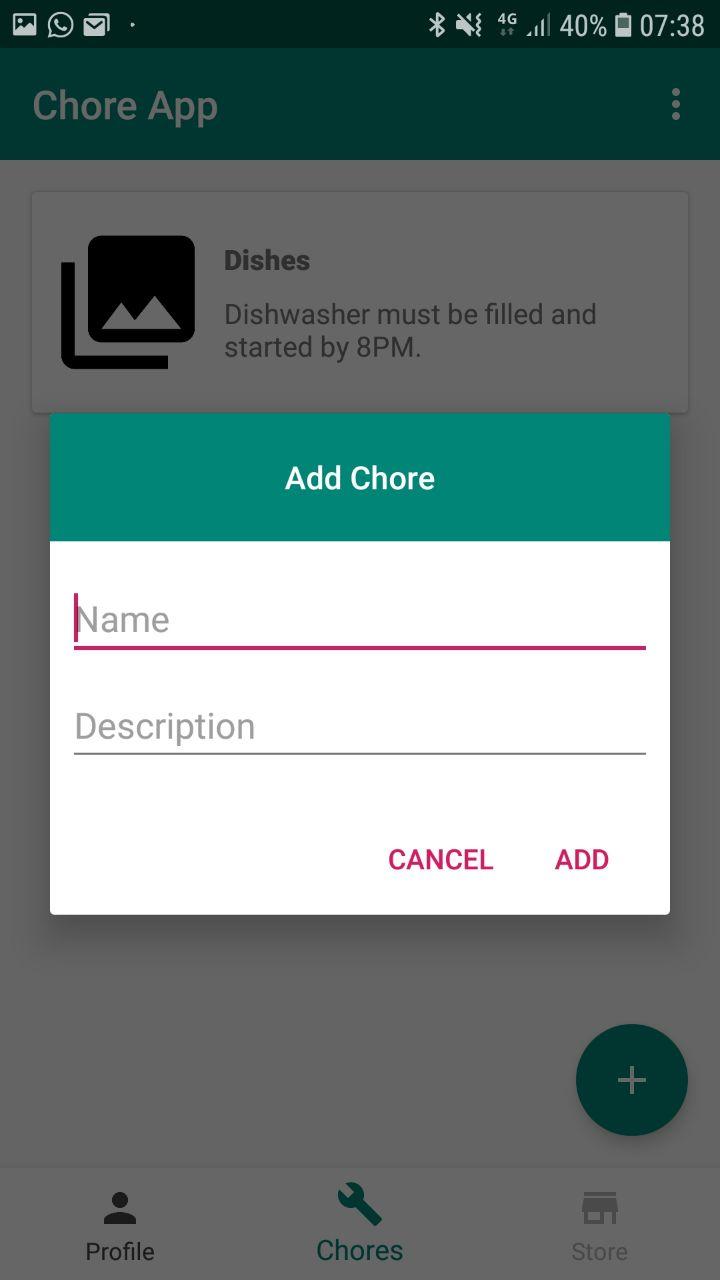 4G 40% 07:38
Chore App
Dishes
Dishwasher must be filled and
started by 8PM.
Add Chore
Name
Description
CANCEL ADD
Profile Chores Store